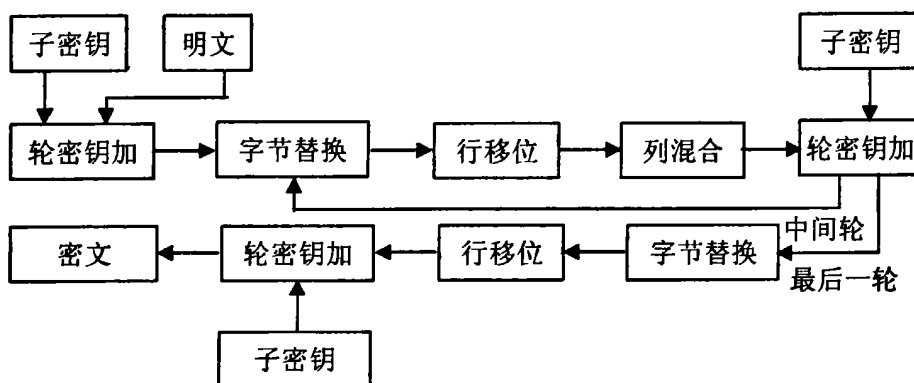 子密钥
明文
子密钥
轮密钥加
字节替换
行移位
列混合
轮密钥加
中间轮
密文
轮密钥加
行移位
字节替换
最后一轮
子密钥